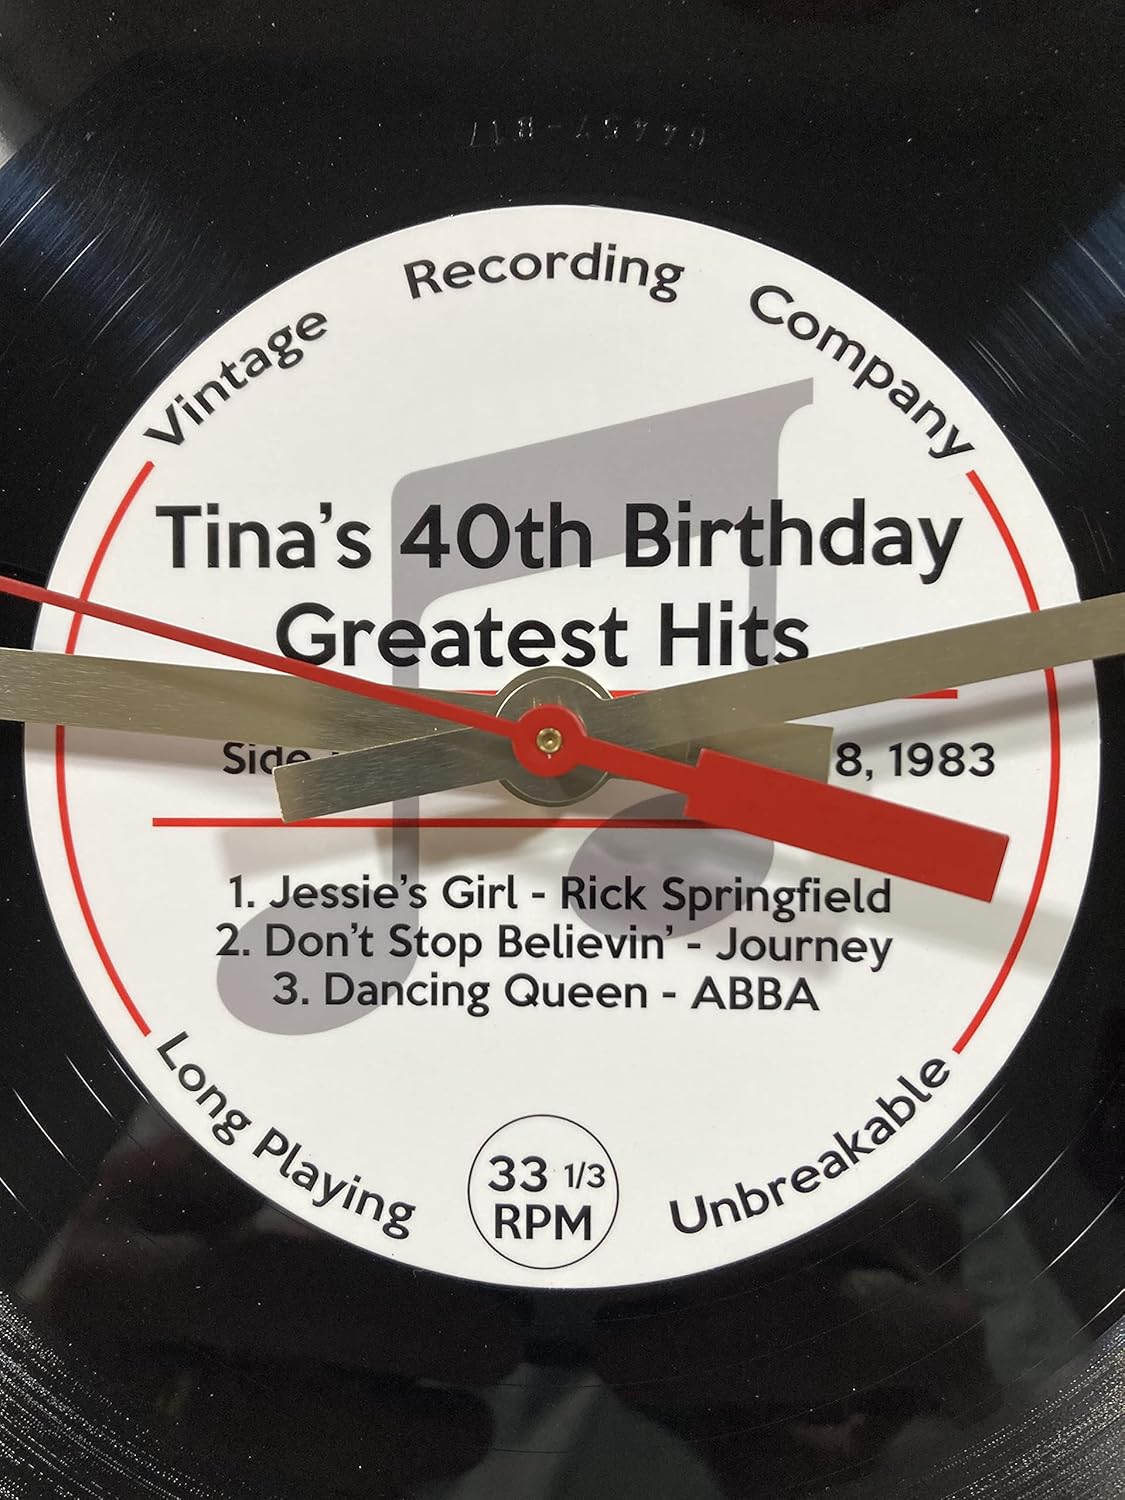 Vintage Recording Company
Tina's 40th Birthday
Greatest Hits
Side
8, 1983
1. Jessie's Girl - Rick Springfield
2. Don't Stop Believin' - Journey
3. Dancing Queen - ABBA
Long Playing
33 1/3
RPM
Unbreakable